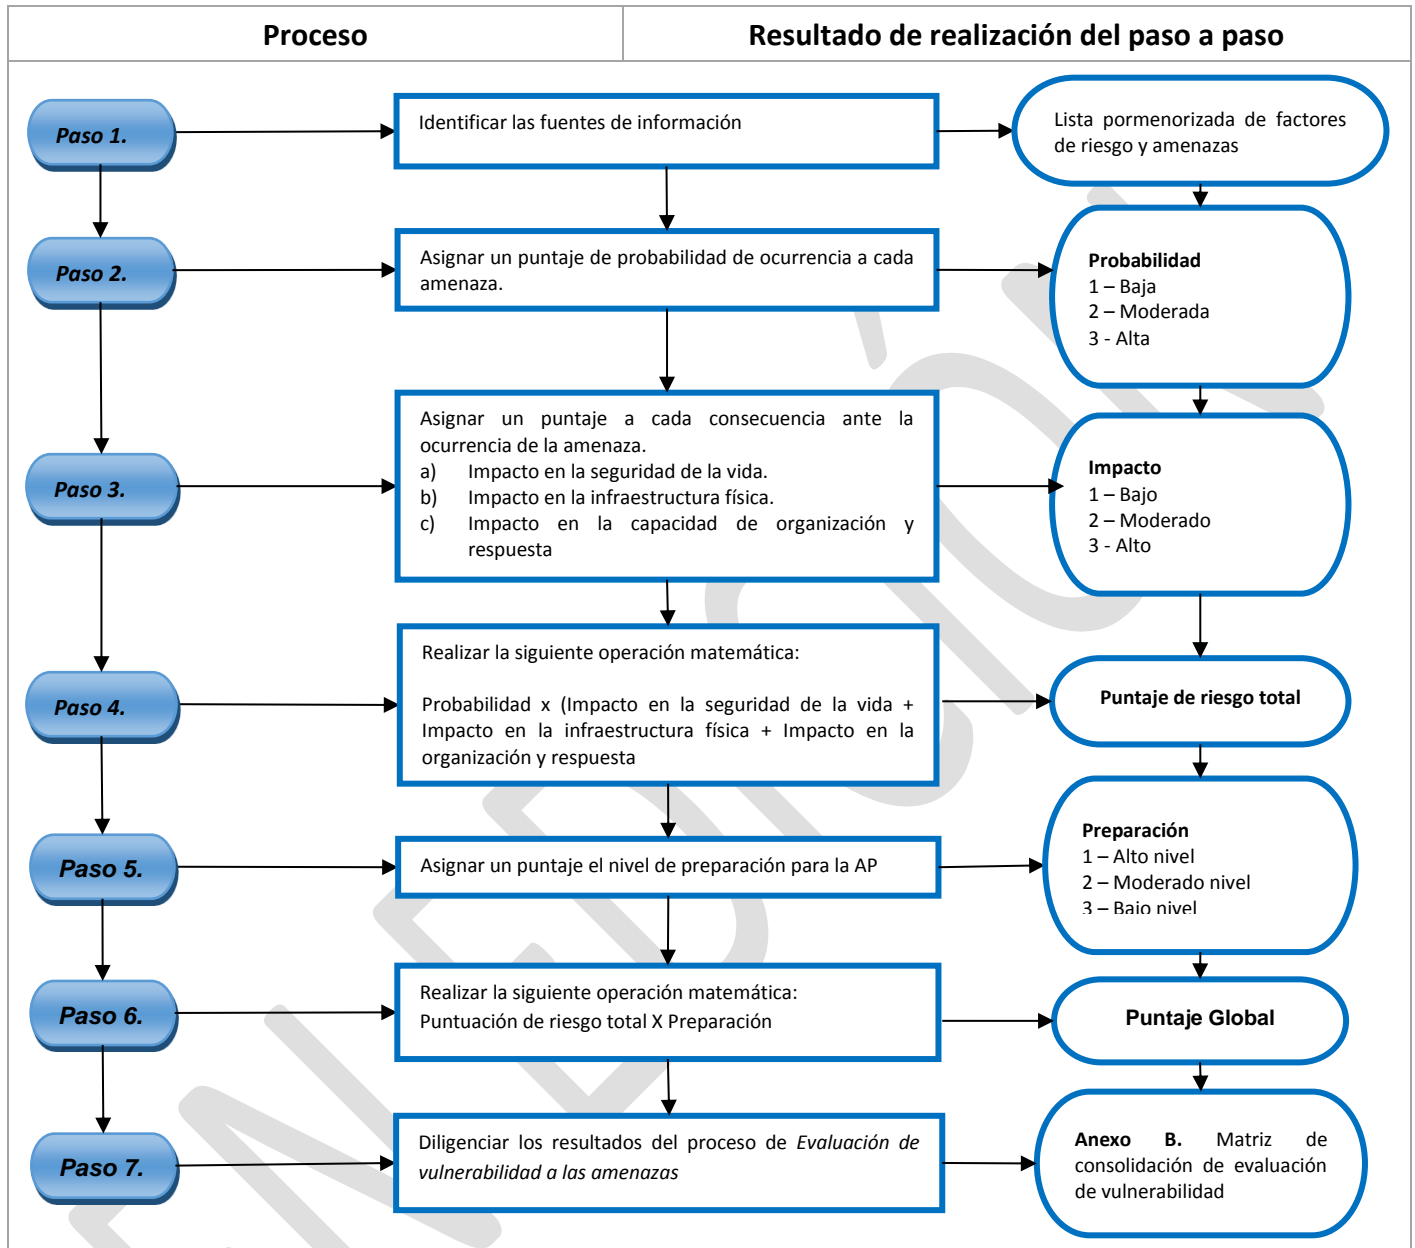 Proceso
Resultado de realización del paso a paso
Paso 1.
Identificar las fuentes de información
Lista pormenorizada de factores
de riesgo y amenazas
Paso 2.
Asignar un puntaje de probabilidad de ocurrencia a cada
amenaza.
Probabilidad
1 – Baja
2 – Moderada
3 - Alta
Paso 3.
Asignar un puntaje a cada consecuencia ante la
ocurrencia de la amenaza.
a) Impacto en la seguridad de la vida.
b) Impacto en la infraestructura física.
c) Impacto en la capacidad de organización y
respuesta
Impacto
1 – Bajo
2 – Moderado
3 - Alto
Paso 4.
Realizar la siguiente operación matemática:
Probabilidad x (Impacto en la seguridad de la vida +
Impacto en la infraestructura física + Impacto en la
organización y respuesta
Puntaje de riesgo total
Paso 5.
Asignar un puntaje el nivel de preparación para la AP
Preparación
1 – Alto nivel
2 – Moderado nivel
3 – Bajo nivel
Paso 6.
Realizar la siguiente operación matemática:
Puntuación de riesgo total X Preparación
Puntaje Global
Paso 7.
Diligenciar los resultados del proceso de Evaluación de
vulnerabilidad a las amenazas
Anexo B. Matriz de
consolidación de evaluación
de vulnerabilidad
EN EDICIÓN